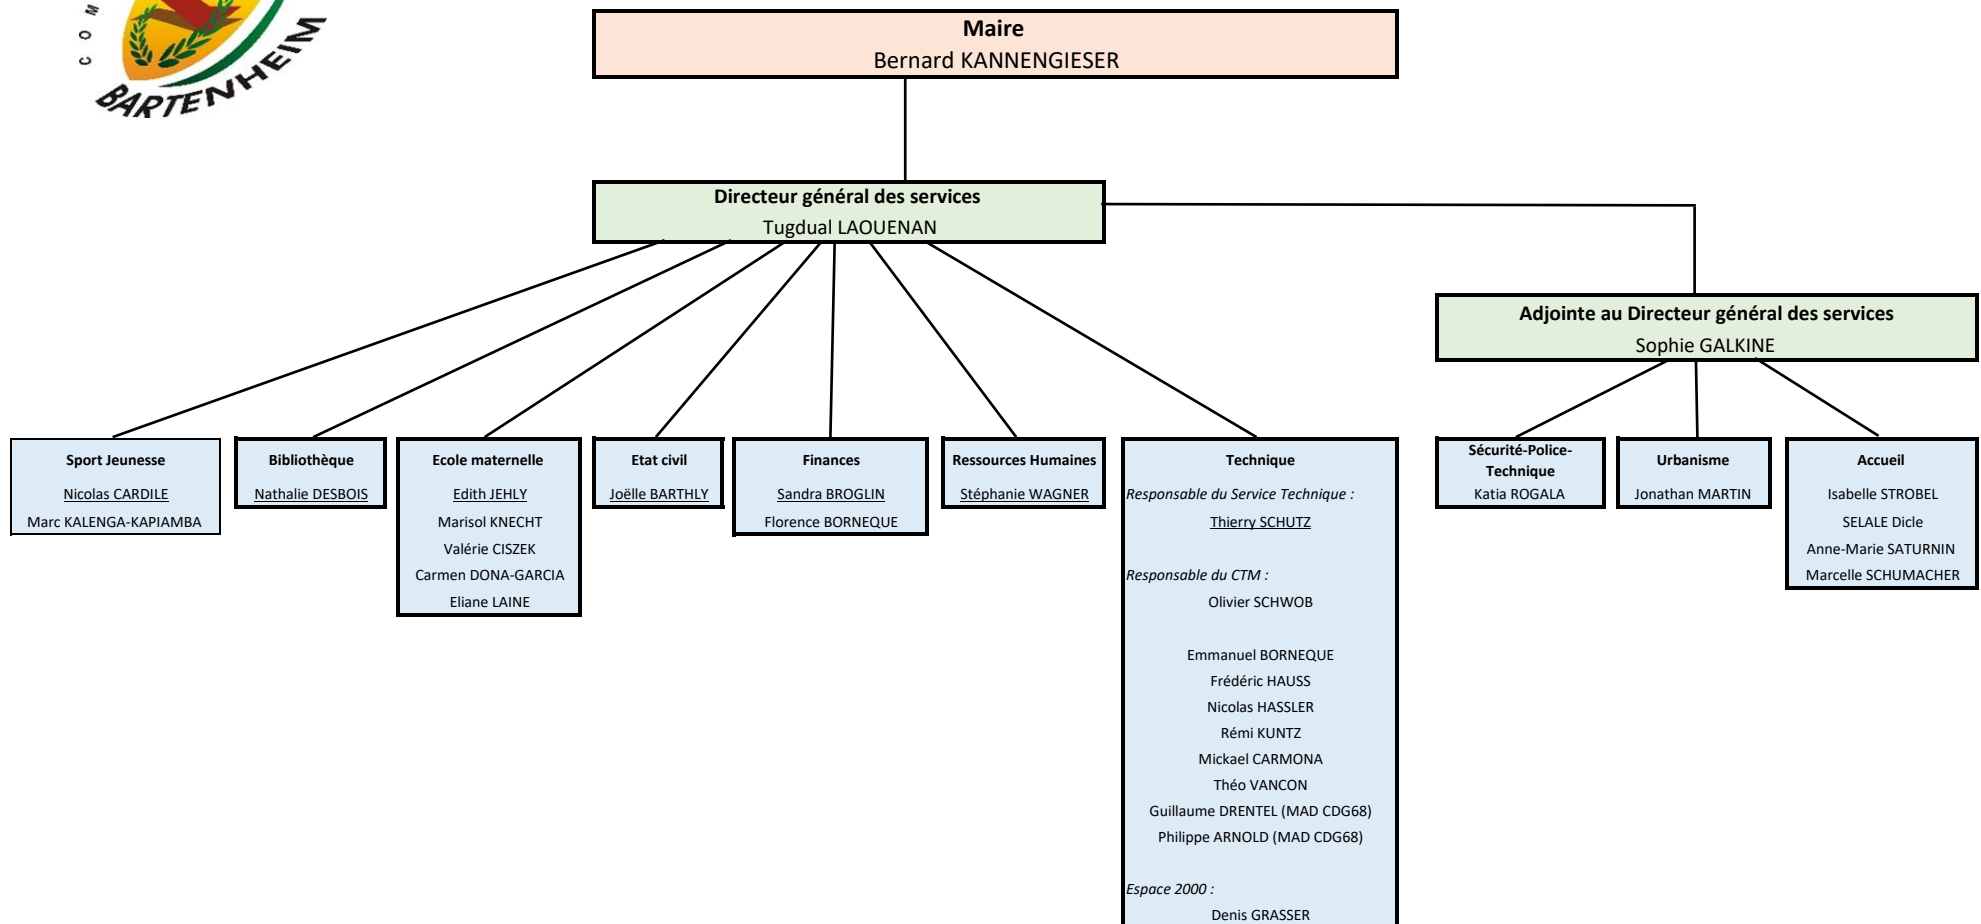 COM
BARTENHEIM
Maire
Bernard KANNENGIESER
Directeur général des services
Tugdual LAOUENAN
Adjointe au Directeur général des services
Sophie GALKINE
Sport Jeunesse
Nicolas CARDILE
Marc KALENGA-KAPIAMBA
Bibliothèque
Nathalie DESBOIS
Ecole maternelle
Edith JEHLY
Marisol KNECHT
Valérie CISZEK
Carmen DONA-GARCIA
Eliane LAINE
Etat civil
Joëlle BARTHLY
Finances
Sandra BROGLIN
Florence BORNEQUE
Ressources Humaines
Stéphanie WAGNER
Technique
Responsable du Service Technique :
Thierry SCHUTZ
Responsable du CTM :
Olivier SCHWOB
Emmanuel BORNEQUE
Frédéric HAUSS
Nicolas HASSLER
Rémi KUNTZ
Mickael CARMONA
Théo VANCON
Guillaume DRENTEL (MAD CDG68)
Philippe ARNOLD (MAD CDG68)
Espace 2000 :
Denis GRASSER
Sécurité-Police-
Technique
Katia ROGALA
Urbanisme
Jonathan MARTIN
Accueil
Isabelle STROBEL
SELALE Dicle
Anne-Marie SATURNIN
Marcelle SCHUMACHER